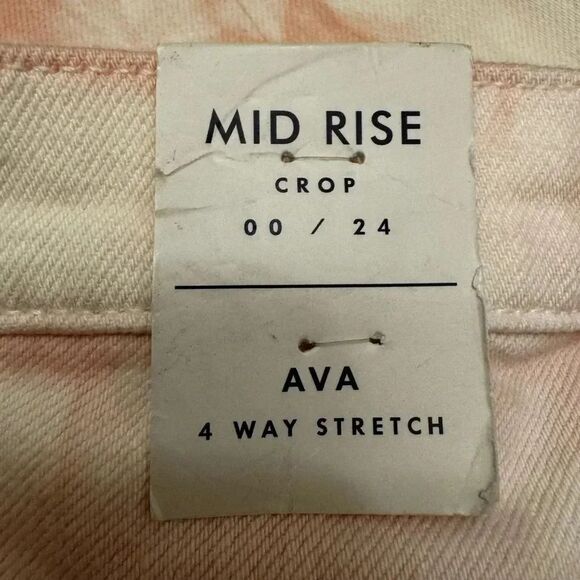 MID RISE
CROP
00 / 24
AVA
4 WAY STRETCH